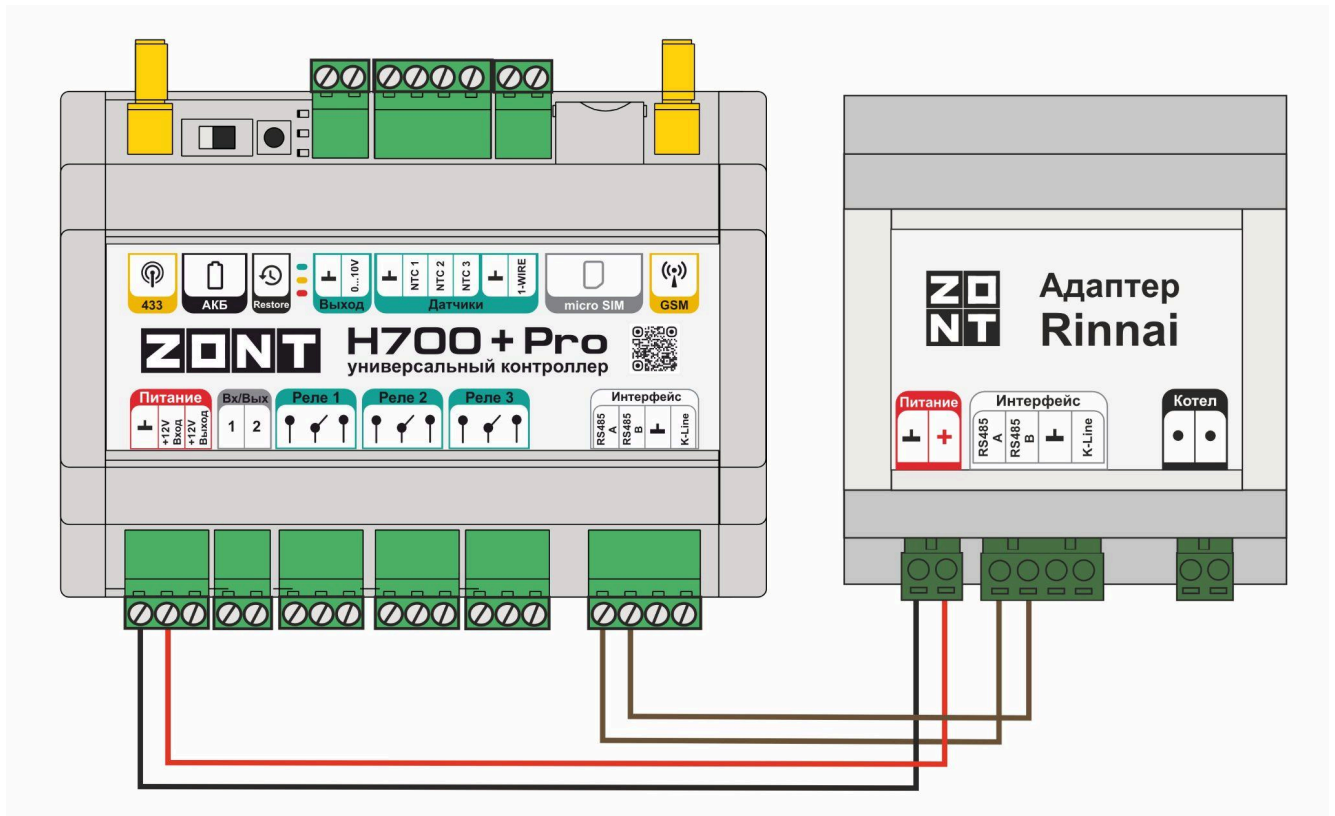 0...10V
NTC 1
NTC 2
NTC 3
1-WIRE
433
АКБ
Restore
Выход
Датчики
micro SIM
GSM
ZONT H700+Pro
универсальный контроллер
Питание
Вх/Вых
Реле 1
Реле 2
Реле 3
Интерфейс
+12V
Вход
+12V
Выход
1
2
RS485
A
RS485
B
K-Line
ZONT
Адаптер
Rinnai
Питание
Интерфейс
Котел
+
RS485
A
RS485
B
K-Line